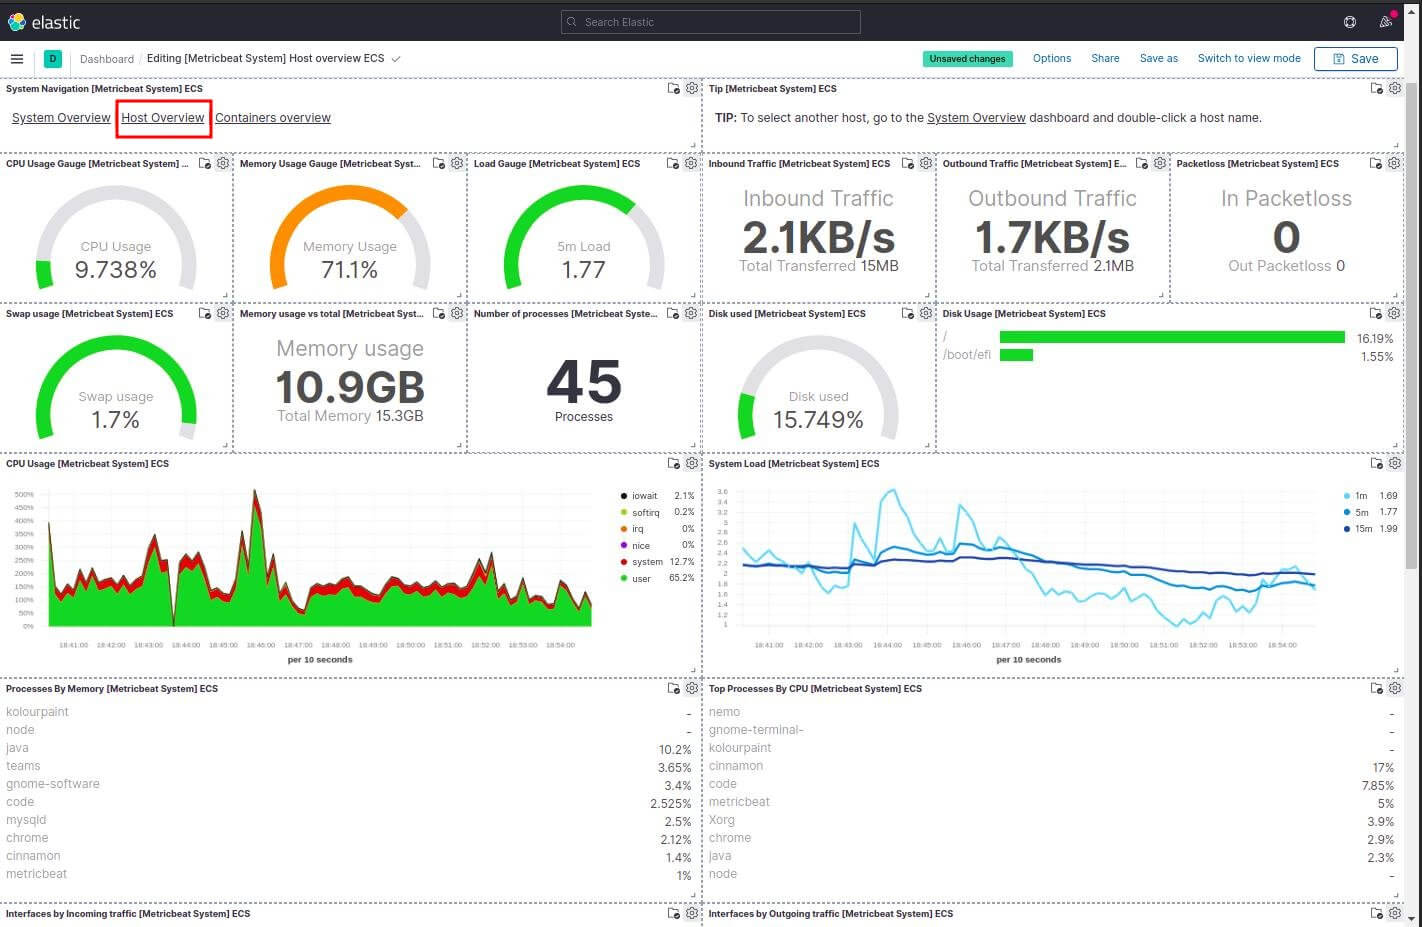 elastic
Search Elastic
D
Dashboard / Editing [Metricbeat System] Host overview ECS
Unsaved changes
Options
Share
Save as
Switch to view mode
Save
System Navigation [Metricbeat System] ECS
System Overview
Host Overview
Containers overview
Tip [Metricbeat System] ECS
TIP: To select another host, go to the System Overview dashboard and double-click a host name.
CPU Usage Gauge [Metricbeat System] ...
CPU Usage
9.738%
Memory Usage Gauge [Metricbeat Syst...
Memory Usage
71.1%
Load Gauge [Metricbeat System] ECS
5m Load
1.77
Inbound Traffic [Metricbeat System] ECS
Inbound Traffic
2.1KB/s
Total Transferred 15MB
Outbound Traffic [Metricbeat System] E...
Outbound Traffic
1.7KB/s
Total Transferred 2.1MB
Packetloss [Metricbeat System] ECS
In Packetloss
0
Out Packetloss 0
Swap usage [Metricbeat System] ECS
Swap usage
1.7%
Memory usage vs total [Metricbeat Syst...
Memory usage
10.9GB
Total Memory 15.3GB
Number of processes [Metricbeat Syste...
45
Processes
Disk used [Metricbeat System] ECS
Disk used
15.749%
Disk Usage [Metricbeat System] ECS
/ 16.19%
/boot/efi 1.55%
CPU Usage [Metricbeat System] ECS
500%
450%
400%
350%
300%
250%
200%
150%
100%
50%
0%
18:41:00 18:42:00 18:43:00 18:44:00 18:45:00 18:46:00 18:47:00 18:48:00 18:49:00 18:50:00 18:51:00 18:52:00 18:53:00 18:54:00
per 10 seconds
iowait 2.1%
softirq 0.2%
irq 0%
nice 0%
system 12.7%
user 65.2%
System Load [Metricbeat System] ECS
3.6
3.4
3.2
3
2.8
2.6
2.4
2.2
2
1.8
1.6
1.4
1.2
1
18:41:00 18:42:00 18:43:00 18:44:00 18:45:00 18:46:00 18:47:00 18:48:00 18:49:00 18:50:00 18:51:00 18:52:00 18:53:00 18:54:00
per 10 seconds
1m 1.69
5m 1.77
15m 1.99
Processes By Memory [Metricbeat System] ECS
kolourpaint -
node -
java 10.2%
teams 3.65%
gnome-software 3.4%
code 2.525%
mysqld 2.5%
chrome 2.12%
cinnamon 1.4%
metricbeat 1%
Top Processes By CPU [Metricbeat System] ECS
nemo -
gnome-terminal- -
kolourpaint -
cinnamon 17%
code 7.85%
metricbeat 5%
Xorg 3.9%
chrome 2.9%
java 2.3%
node -
Interfaces by Incoming traffic [Metricbeat System] ECS
Interfaces by Outgoing traffic [Metricbeat System] ECS